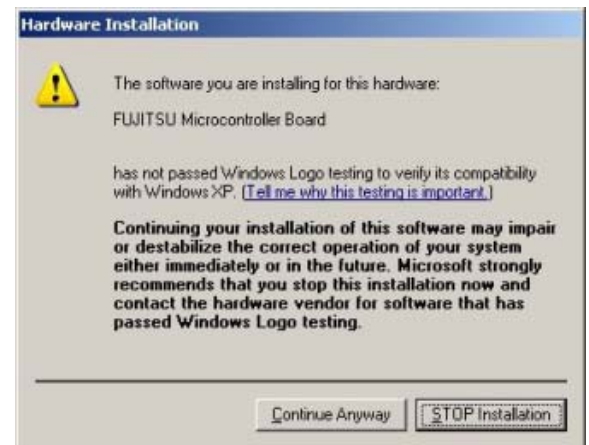 Hardware Installation
The software you are installing for this hardware:
FUJITSU Microcontroller Board
has not passed Windows Logo testing to verify its compatibility
with Windows XP. (Tell me why this testing is important.)
Continuing your installation of this software may impair
or destabilize the correct operation of your system
either immediately or in the future. Microsoft strongly
recommends that you stop this installation now and
contact the hardware vendor for software that has
passed Windows Logo testing.
Continue Anyway
STOP Installation